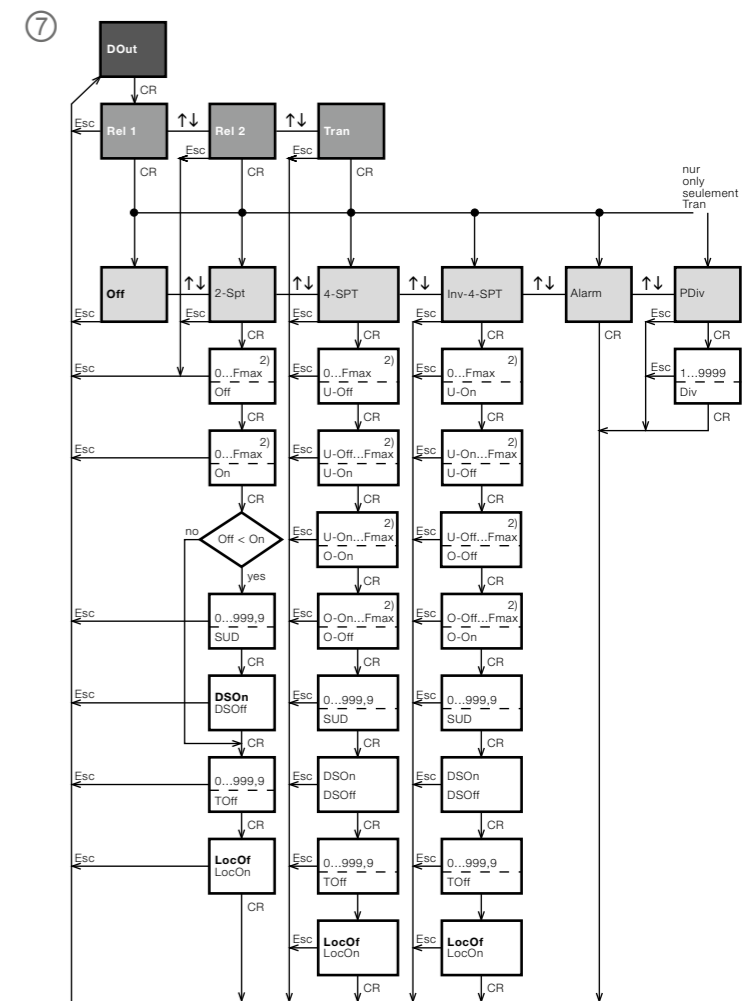 7
DOut
CR
Esc Rel 1 ↑↓ Rel 2 ↑↓ Tran
Esc Esc
CR CR CR
nur
only
seulement
Tran
Off ↑↓ 2-Spt ↑↓ 4-SPT ↑↓ Inv-4-SPT ↑↓ Alarm ↑↓ PDiv
Esc Esc Esc Esc Esc
CR CR CR CR CR
2) 2) 2)
Esc 0...Fmax Esc 0...Fmax Esc 0...Fmax Esc 1...9999
Off U-Off U-On Div
CR CR CR CR
2) 2) 2)
Esc 0...Fmax Esc U-Off...Fmax Esc U-On...Fmax
On U-On U-Off
CR CR CR
2) 2)
no Off < On Esc U-On...Fmax Esc U-Off...Fmax
O-On O-Off
yes CR CR
2) 2)
Esc 0...999,9 Esc O-On...Fmax Esc O-Off...Fmax
SUD O-Off O-On
CR CR CR
Esc DSOn Esc 0...999,9 Esc 0...999,9
DSOff SUD SUD
CR CR CR
Esc 0...999,9 Esc DSOn Esc DSOn
TOff DSOff DSOff
CR CR CR
Esc LocOf Esc 0...999,9 Esc 0...999,9
LocOn TOff TOff
CR
Esc LocOf Esc LocOf
LocOn LocOn
CR CR